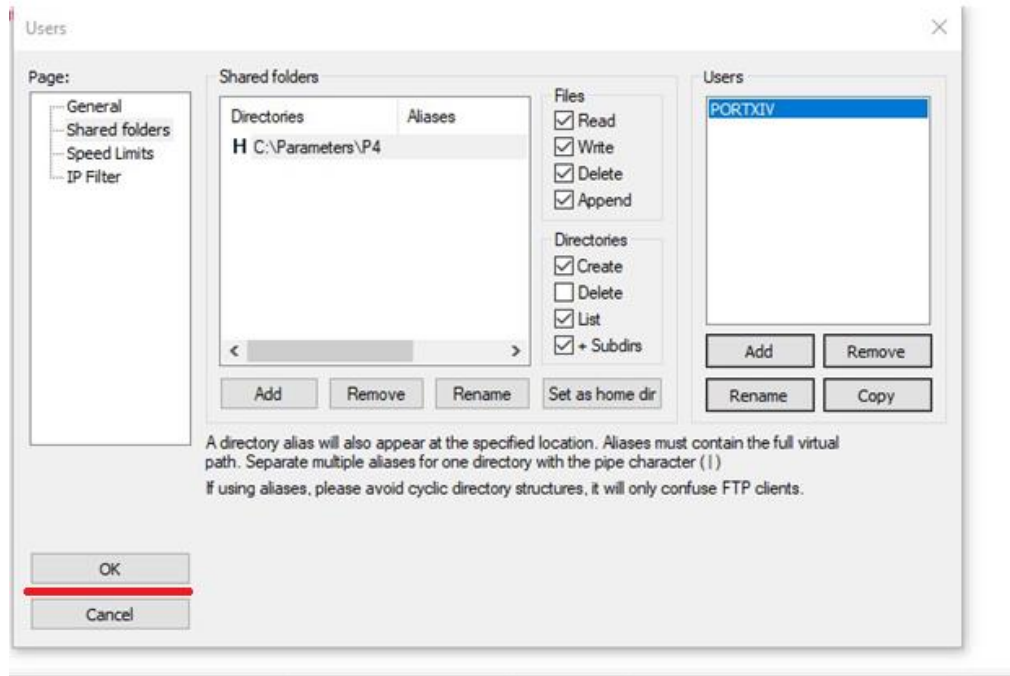 Users
Page:
General
Shared folders
Speed Limits
IP Filter
Shared folders
Directories Aliases
H C:\Parameters\P4
Files
Read
Write
Delete
Append
Directories
Create
Delete
List
+ Subdirs
Add Remove Rename Set as home dir
Users
PORTXIV
Add Remove
Rename Copy
A directory alias will also appear at the specified location. Aliases must contain the full virtual
path. Separate multiple aliases for one directory with the pipe character ( | )
If using aliases, please avoid cyclic directory structures, it will only confuse FTP clients.
OK
Cancel